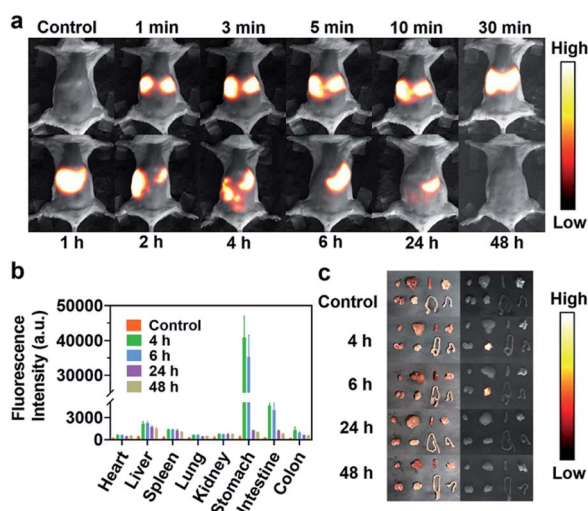 a
Control 1 min 3 min 5 min 10 min 30 min
High
Low
1 h 2 h 4 h 6 h 24 h 48 h
b
Fluorescence
Intensity (a.u.)
50000
40000
30000
3000
0
Control
4 h
6 h
24 h
48 h
Heart
Liver
Spleen
Lung
Kidney
Stomach
Intestine
Colon
c
Control
4 h
6 h
24 h
48 h
High
Low